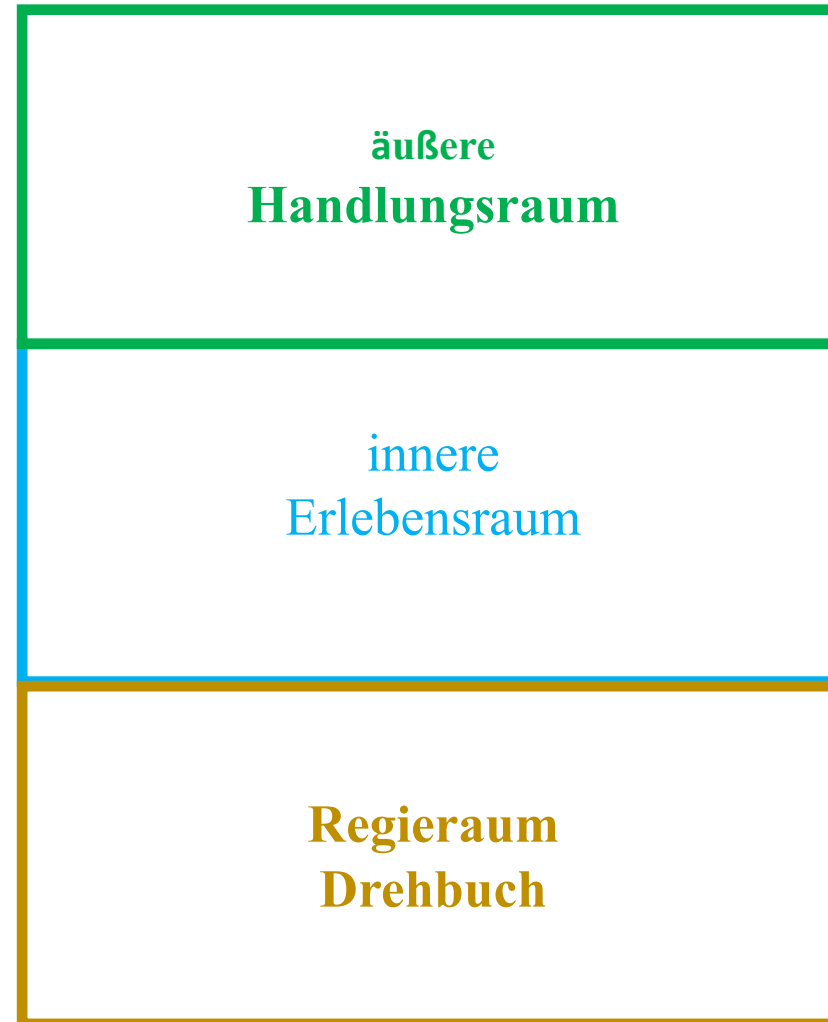 äußere
Handlungsraum
innere
Erlebensraum
Regieraum
Drehbuch